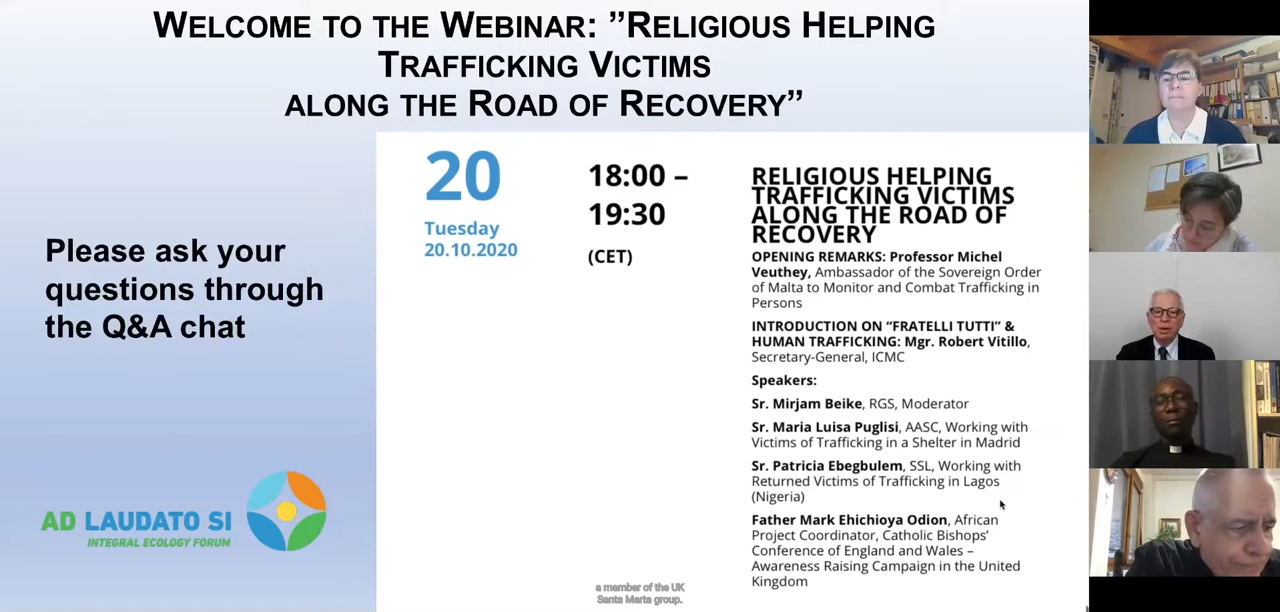 WELCOME TO THE WEBINAR: ”RELIGIOUS HELPING
TRAFFICKING VICTIMS
ALONG THE ROAD OF RECOVERY”
Please ask your
questions through
the Q&A chat
AD LAUDATO SI
INTEGRAL ECOLOGY FORUM
20
Tuesday
20.10.2020
18:00 –
19:30
(CET)
RELIGIOUS HELPING
TRAFFICKING VICTIMS
ALONG THE ROAD OF
RECOVERY
OPENING REMARKS: Professor Michel
Veuthey, Ambassador of the Sovereign Order
of Malta to Monitor and Combat Trafficking in
Persons
INTRODUCTION ON “FRATELLI TUTTI” &
HUMAN TRAFFICKING: Mgr. Robert Vitillo,
Secretary-General, ICMC
Speakers:
Sr. Mirjam Beike, RGS, Moderator
Sr. Maria Luisa Puglisi, AASC, Working with
Victims of Trafficking in a Shelter in Madrid
Sr. Patricia Ebegbulem, SSL, Working with
Returned Victims of Trafficking in Lagos
(Nigeria)
Father Mark Ehichioya Odion, African
Project Coordinator, Catholic Bishops’
Conference of England and Wales –
Awareness Raising Campaign in the United
Kingdom
a member of the UK
Santa Marta group.